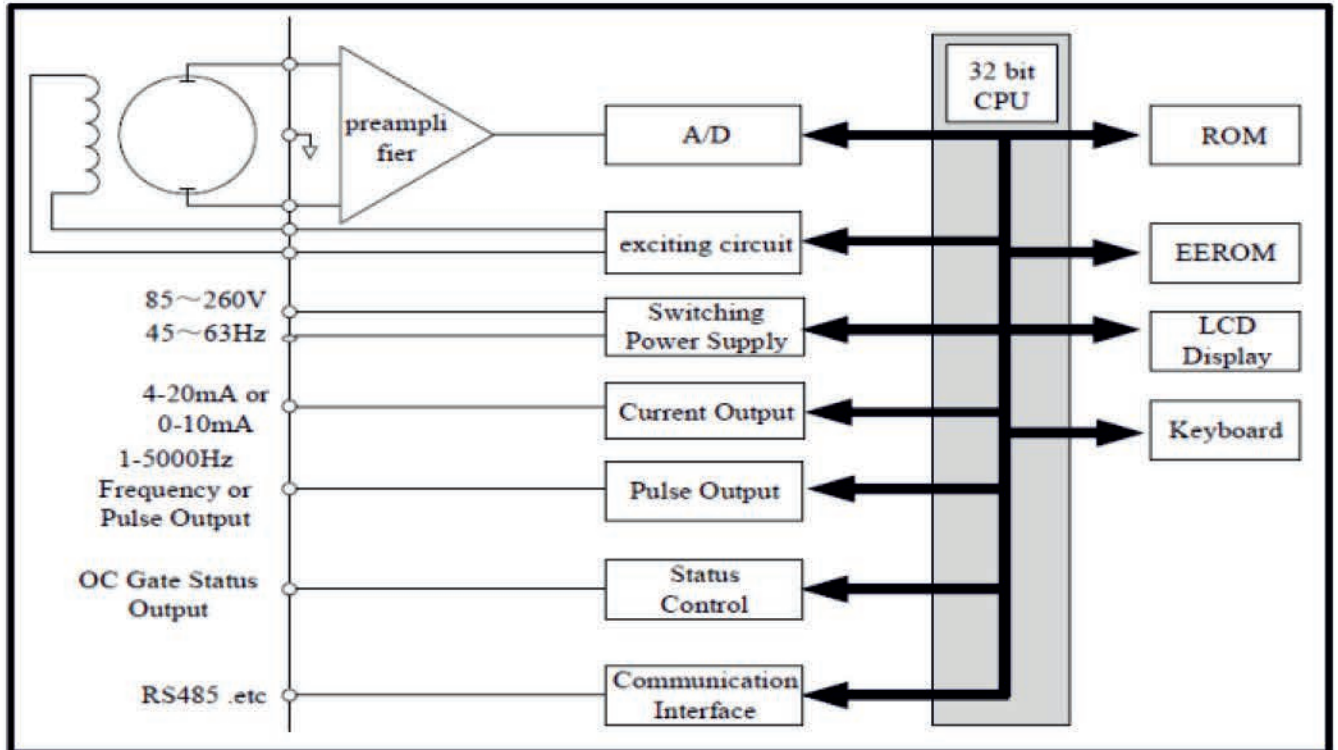 preampli
fier
A/D
32 bit
CPU
ROM
exciting circuit
EEROM
85～260V
45～63Hz
Switching
Power Supply
LCD
Display
4-20mA or
0-10mA
Current Output
Keyboard
1-5000Hz
Frequency or
Pulse Output
Pulse Output
OC Gate Status
Output
Status
Control
RS485 .etc
Communication
Interface